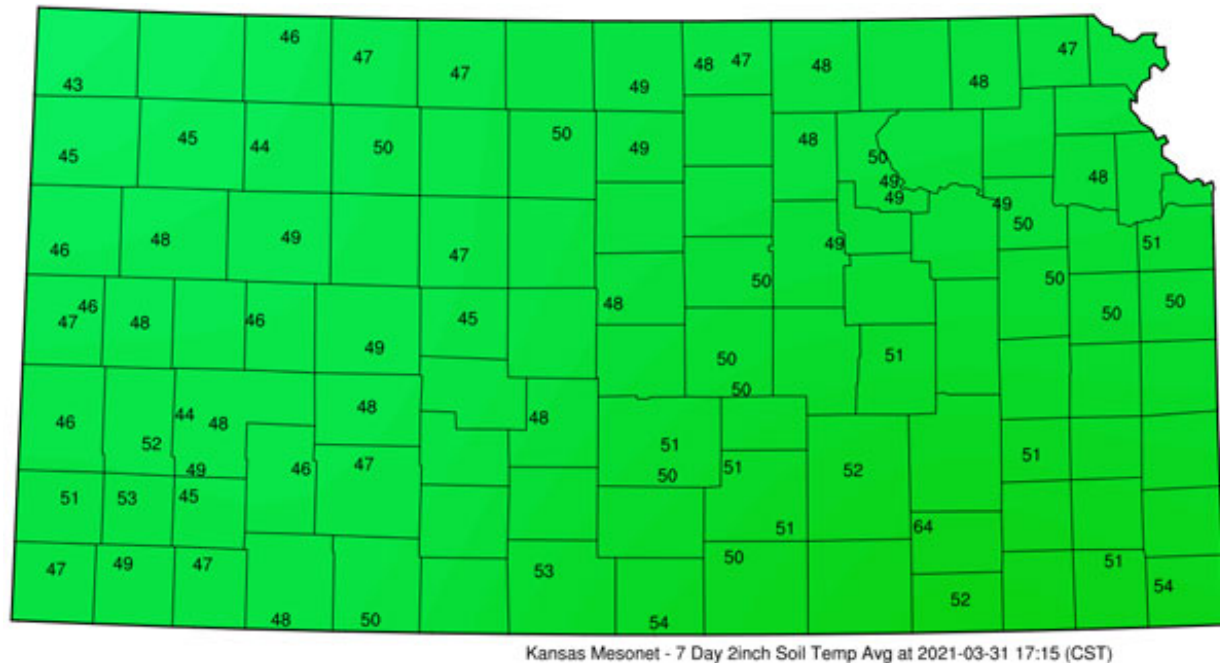 46 47 47 48 47 48 48 47
43 49 48
45 45 44 50 50 49 48 50 48
49 49 49 50
46 48 49 47 49 51
50 50
47 46 48 46 45 48 50 50
49 50 51
50
46 44 48 48 48
52 51 51
49 46 47 50 51 52
51 53 45
51 64
47 49 47 53 50 51 54
48 50 54 52
Kansas Mesonet - 7 Day 2inch Soil Temp Avg at 2021-03-31 17:15 (CST)